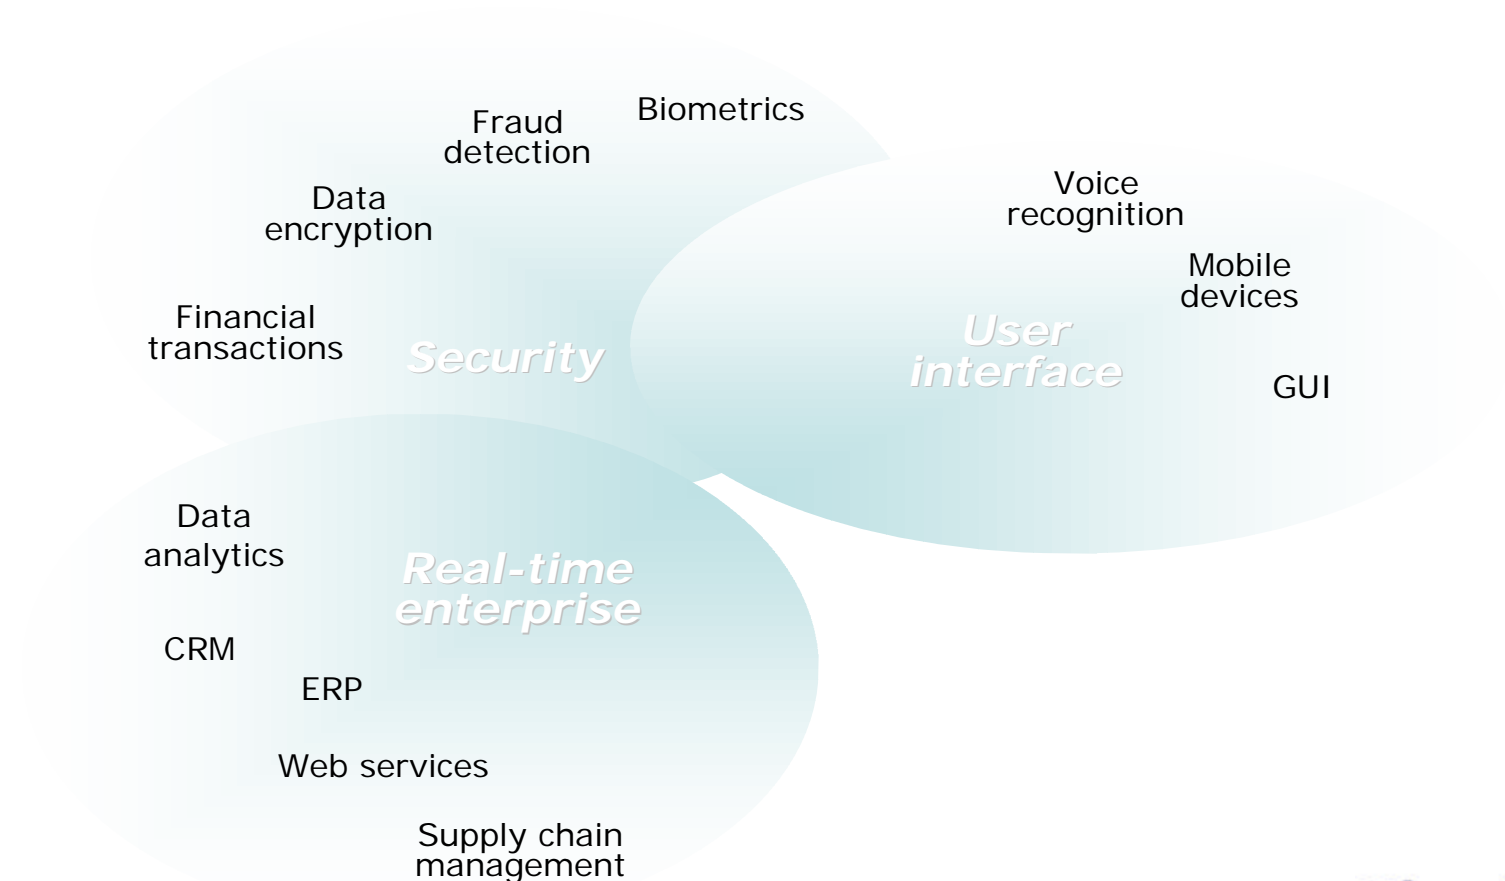 Biometrics
Fraud
detection
Data
encryption
Financial
transactions
Security
Voice
recognition
Mobile
devices
User
interface
GUI
Data
analytics
Real-time
enterprise
CRM
ERP
Web services
Supply chain
management